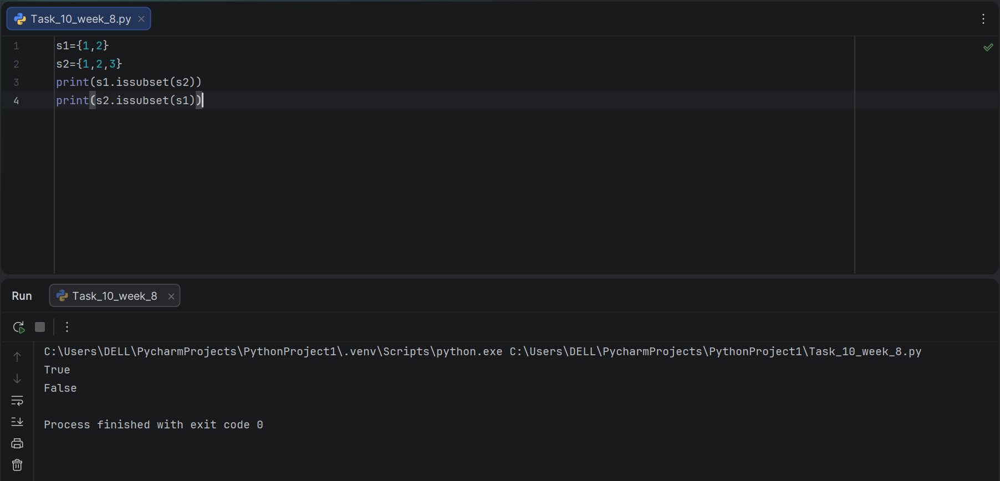 Task_10_week_8.py
1 s1={1,2}
2 s2={1,2,3}
3 print(s1.issubset(s2))
4 print(s2.issubset(s1))
Run Task_10_week_8
C:\Users\DELL\PycharmProjects\PythonProject1\.venv\Scripts\python.exe C:\Users\DELL\PycharmProjects\PythonProject1\Task_10_week_8.py
True
False
Process finished with exit code 0